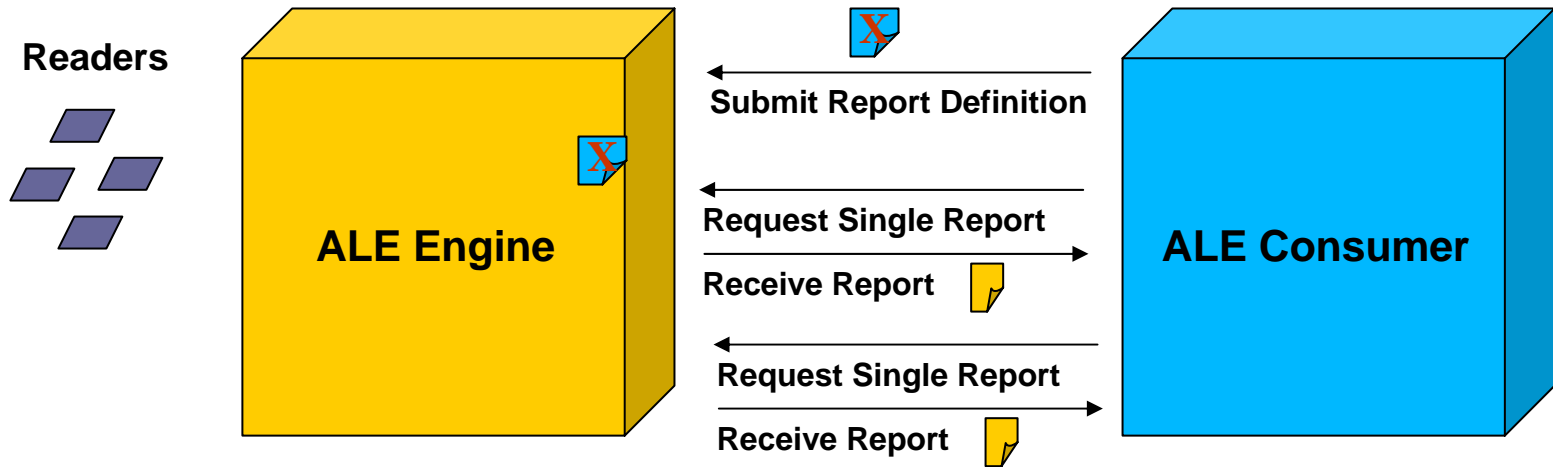 Readers
X
Submit Report Definition
X
ALE Engine
Request Single Report
Receive Report
ALE Consumer
Request Single Report
Receive Report